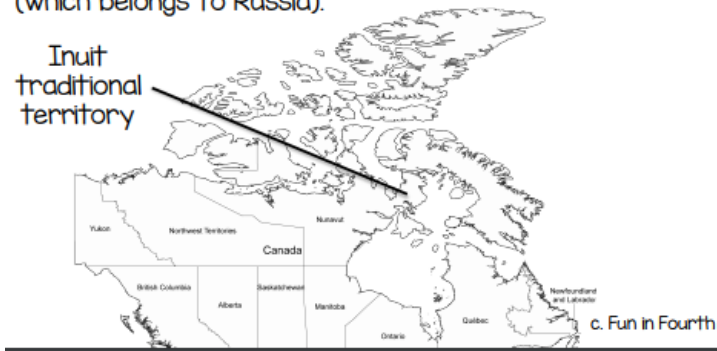 (which belongs to Russia).
Inuit
traditional
territory
Yukon
Northwest Territories
Nunavut
Canada
British Columbia
Alberta
Saskatchewan
Manitoba
Ontario
Québec
Newfoundland
and Labrador
c. Fun in Fourth